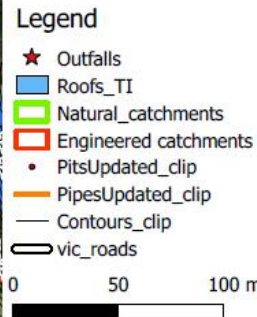 Legend
Outfalls
Roofs_TI
Natural_catchments
Engineered catchments
PitsUpdated_clip
PipesUpdated_clip
Contours_clip
vic_roads
0 50 100 m